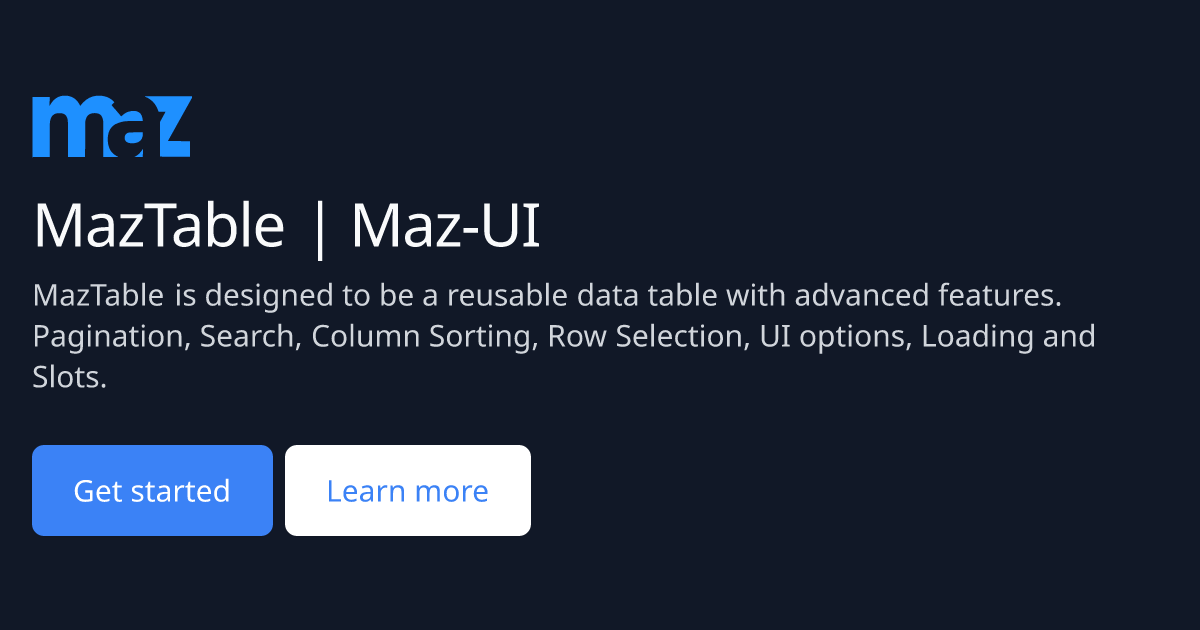 maz
MazTable | Maz-UI
MazTable is designed to be a reusable data table with advanced features.
Pagination, Search, Column Sorting, Row Selection, UI options, Loading and
Slots.
Get started
Learn more